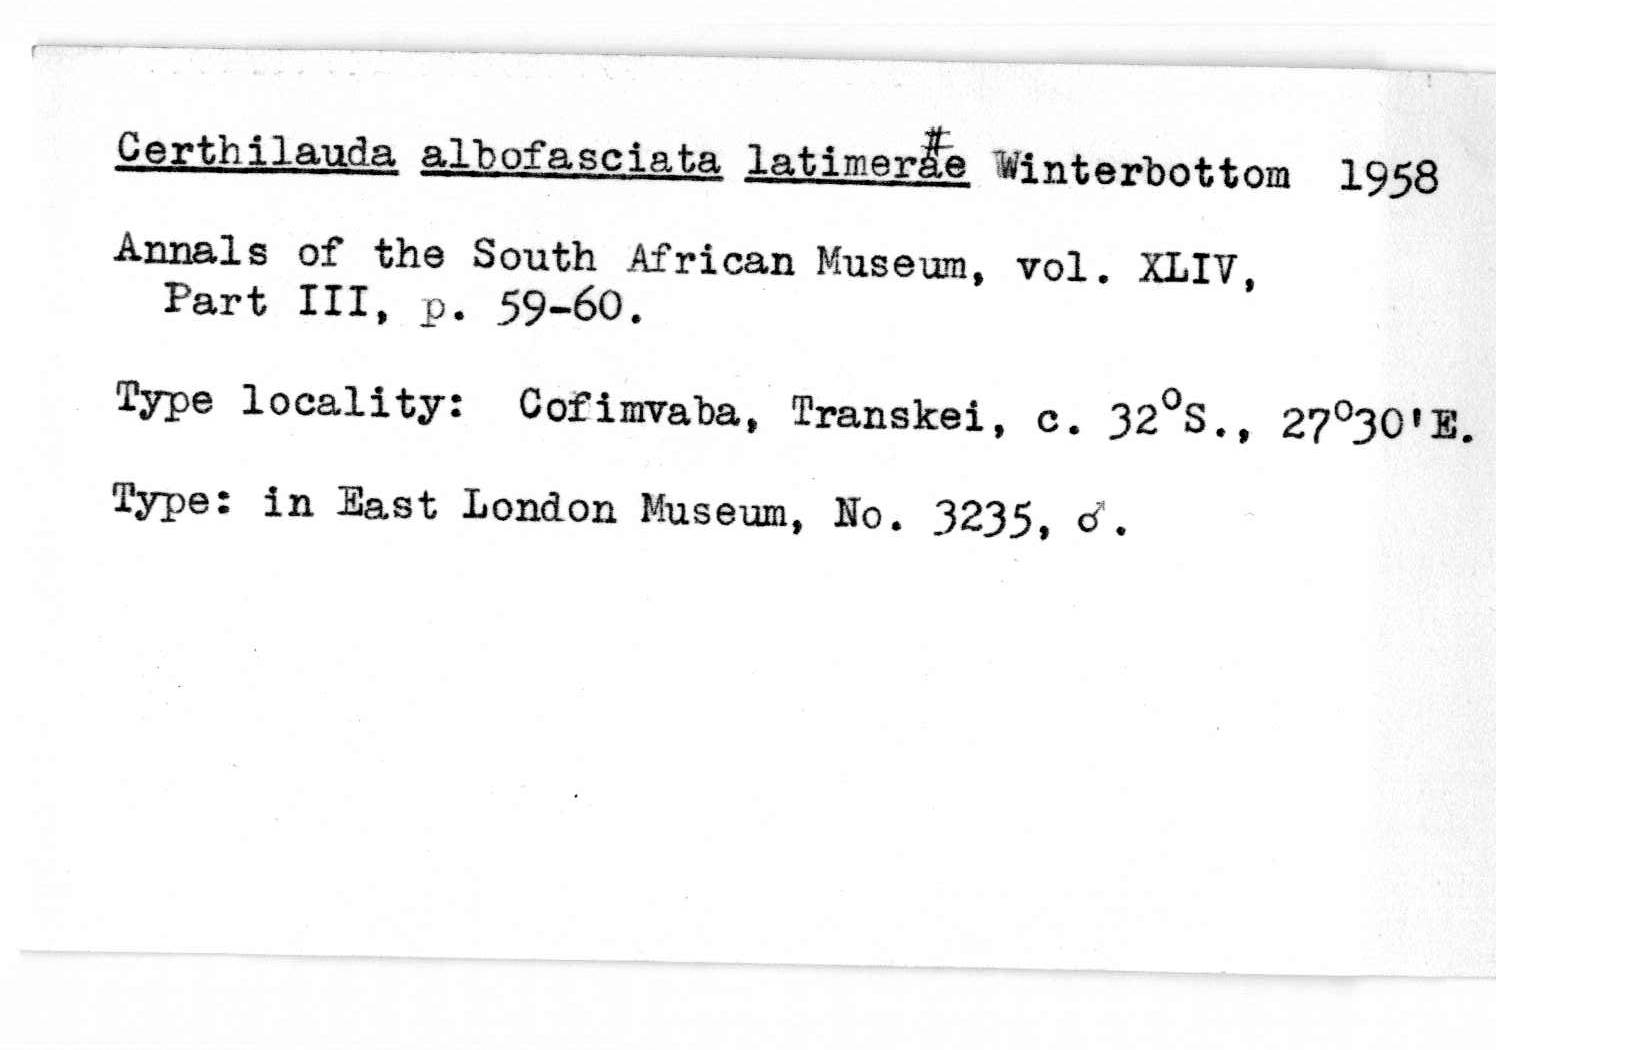 Certhilauda albofasciata latimerae# Winterbottom 1958
Annals of the South African Museum, vol. XLIV,
Part III, p. 59-60.
Type locality: Cofimvaba, Transkei, c. 32°S., 27°30'E.
Type: in East London Museum, No. 3235, ♂.